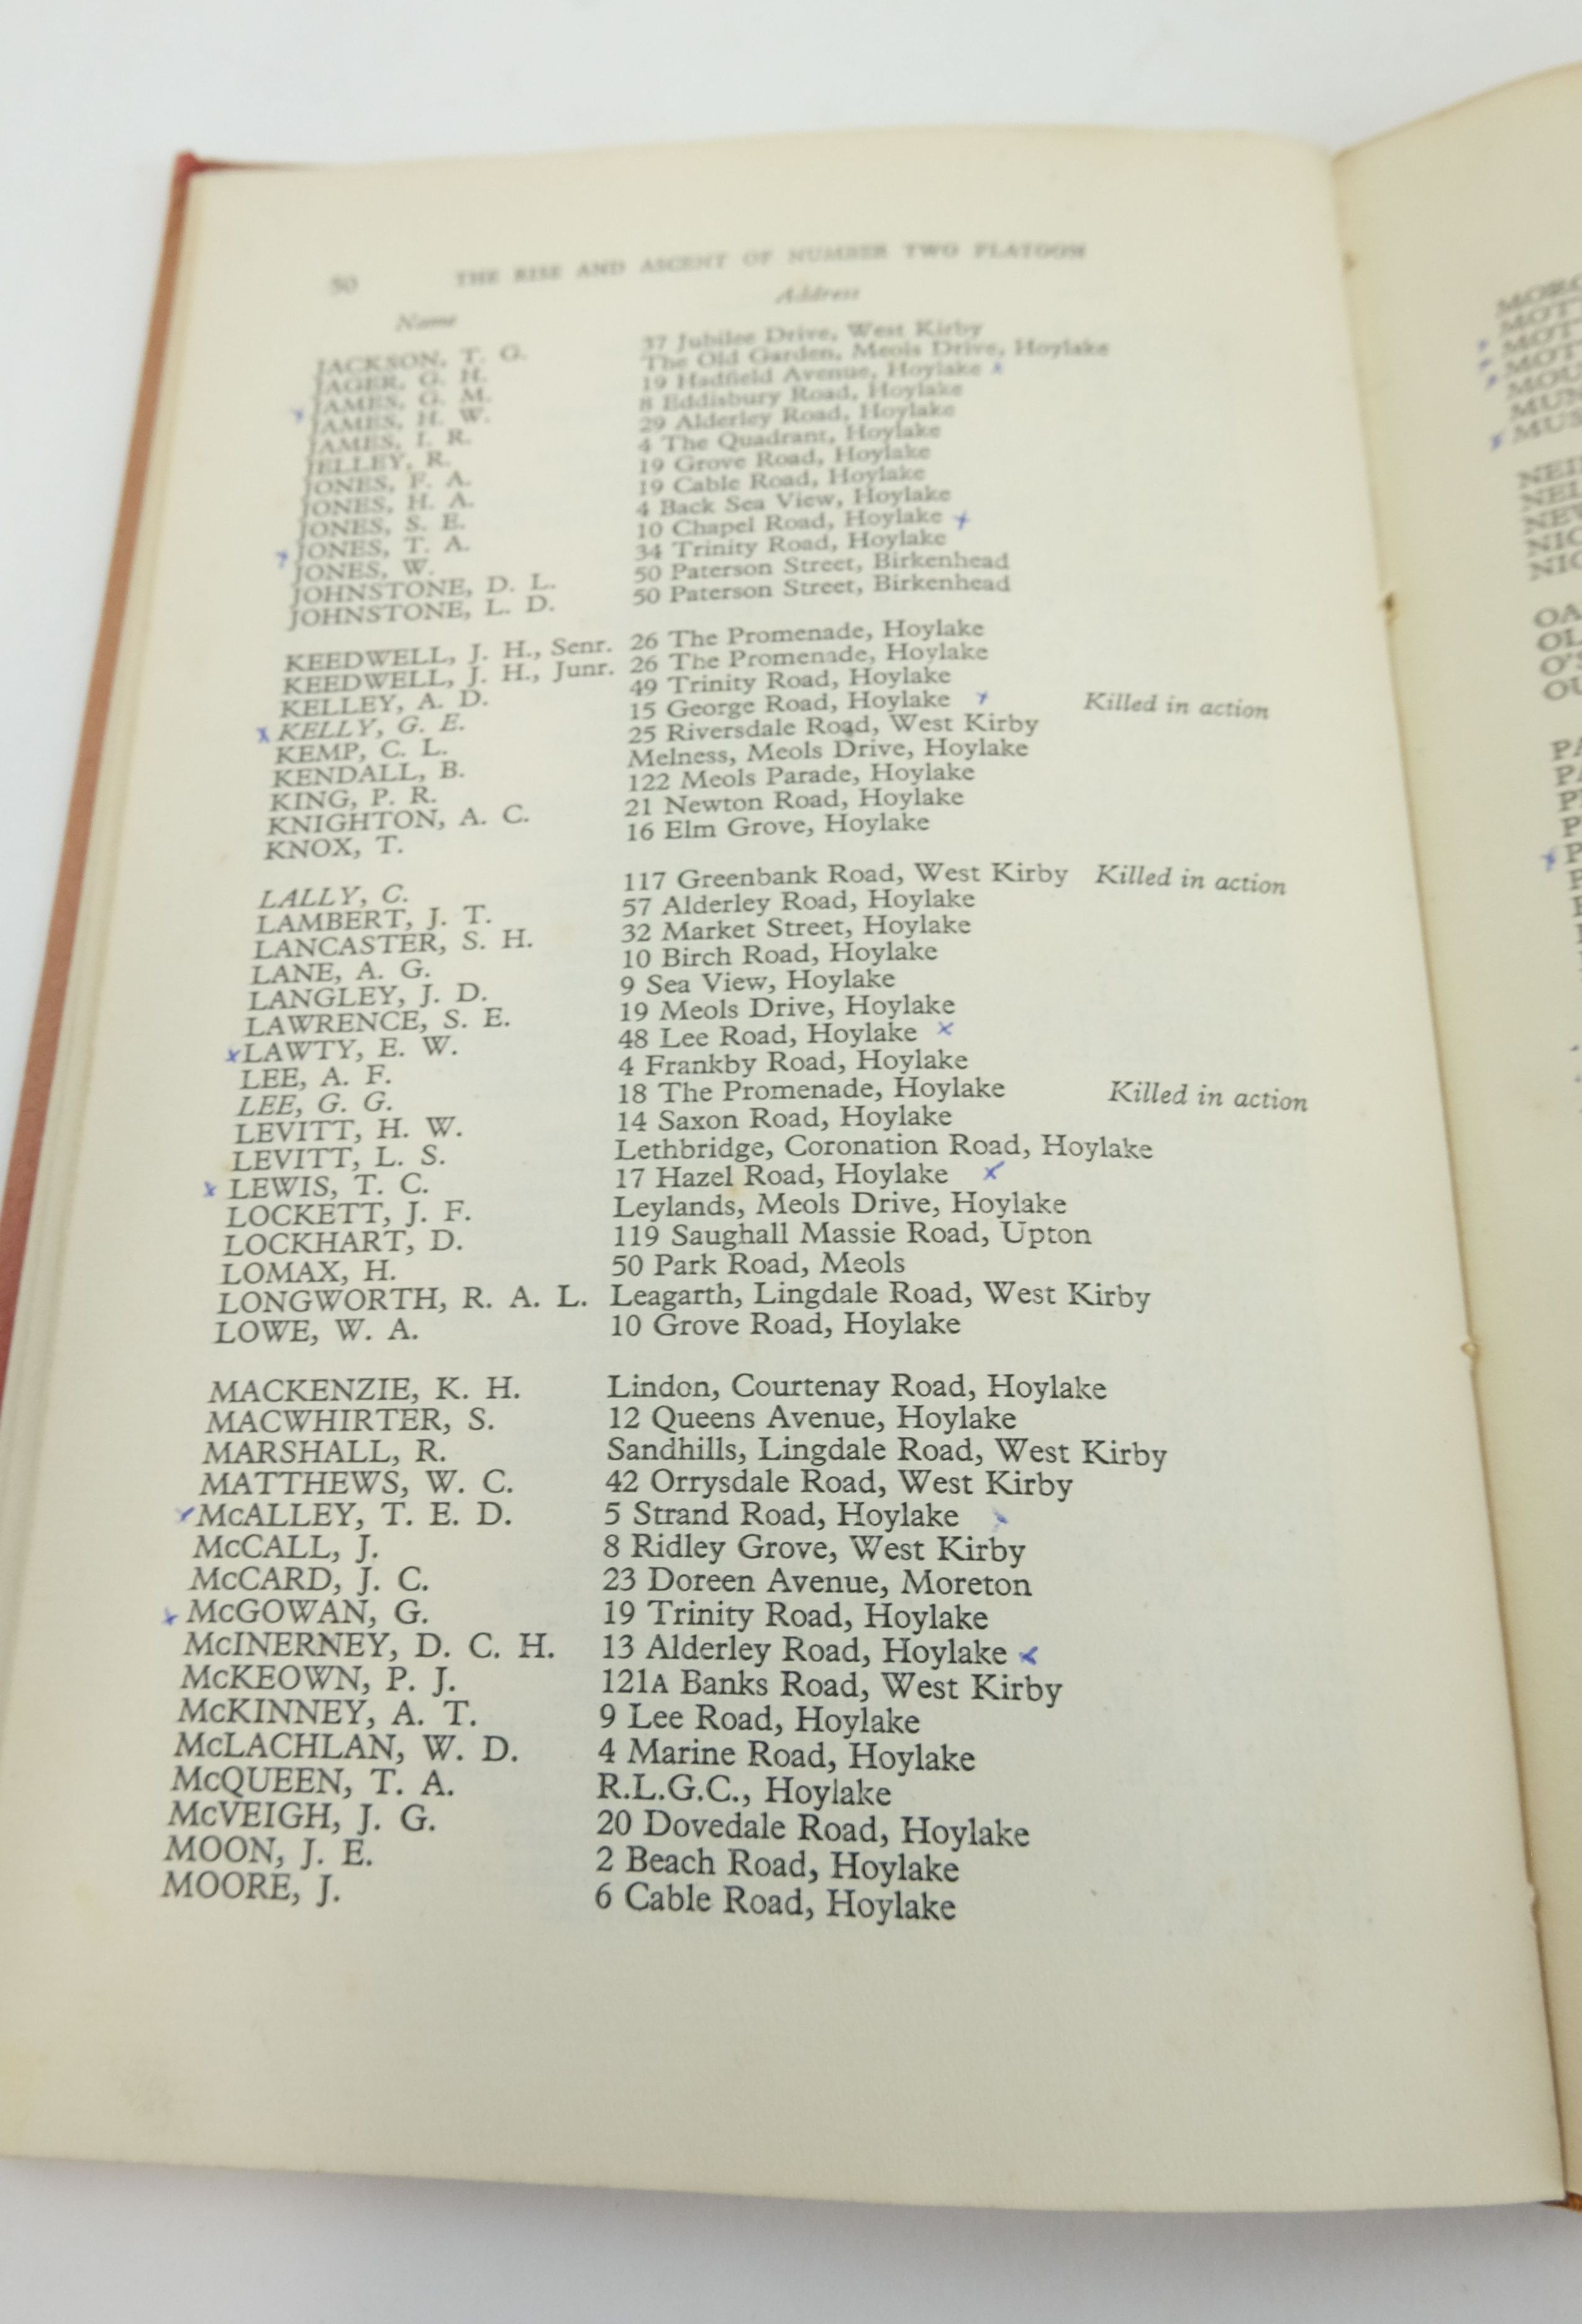 50 THE RISE AND ASCENT OF NUMBER TWO PLATOON
Name Address
JACKSON, T. G. 37 Jubilee Drive, West Kirby
JAGER, G. H. The Old Garden, Meols Drive, Hoylake
JAMES, G. M. 19 Hadfield Avenue, Hoylake x
x JAMES, H. W. 8 Eddisbury Road, Hoylake
JAMES, I. R. 29 Alderley Road, Hoylake
JELLEY, R. 4 The Quadrant, Hoylake
JONES, F. A. 19 Grove Road, Hoylake
JONES, H. A. 19 Cable Road, Hoylake
JONES, S. E. 4 Back Sea View, Hoylake
x JONES, T. A. 10 Chapel Road, Hoylake x
JONES, W. 34 Trinity Road, Hoylake
JOHNSTONE, D. L. 50 Paterson Street, Birkenhead
JOHNSTONE, L. D. 50 Paterson Street, Birkenhead
KEEDWELL, J. H., Senr. 26 The Promenade, Hoylake
KEEDWELL, J. H., Junr. 26 The Promenade, Hoylake
KELLEY, A. D. 49 Trinity Road, Hoylake
x KELLY, G. E. 15 George Road, Hoylake x Killed in action
KEMP, C. L. 25 Riversdale Road, West Kirby
KENDALL, B. Melness, Meols Drive, Hoylake
KING, P. R. 122 Meols Parade, Hoylake
KNIGHTON, A. C. 21 Newton Road, Hoylake
KNOX, T. 16 Elm Grove, Hoylake
LALLY, C. 117 Greenbank Road, West Kirby Killed in action
LAMBERT, J. T. 57 Alderley Road, Hoylake
LANCASTER, S. H. 32 Market Street, Hoylake
LANE, A. G. 10 Birch Road, Hoylake
LANGLEY, J. D. 9 Sea View, Hoylake
LAWRENCE, S. E. 19 Meols Drive, Hoylake
x LAWTY, E. W. 48 Lee Road, Hoylake x
LEE, A. F. 4 Frankby Road, Hoylake
LEE, G. G. 18 The Promenade, Hoylake Killed in action
LEVITT, H. W. 14 Saxon Road, Hoylake
LEVITT, L. S. Lethbridge, Coronation Road, Hoylake
x LEWIS, T. C. 17 Hazel Road, Hoylake x
LOCKETT, J. F. Leylands, Meols Drive, Hoylake
LOCKHART, D. 119 Saughall Massie Road, Upton
LOMAX, H. 50 Park Road, Meols
LONGWORTH, R. A. L. Leagarth, Lingdale Road, West Kirby
LOWE, W. A. 10 Grove Road, Hoylake
MACKENZIE, K. H. Lindon, Courtenay Road, Hoylake
MACWHIRTER, S. 12 Queens Avenue, Hoylake
MARSHALL, R. Sandhills, Lingdale Road, West Kirby
MATTHEWS, W. C. 42 Orrysdale Road, West Kirby
x McALLEY, T. E. D. 5 Strand Road, Hoylake x
McCALL, J. 8 Ridley Grove, West Kirby
McCARD, J. C. 23 Doreen Avenue, Moreton
x McGOWAN, G. 19 Trinity Road, Hoylake
McINERNEY, D. C. H. 13 Alderley Road, Hoylake x
McKEOWN, P. J. 121A Banks Road, West Kirby
McKINNEY, A. T. 9 Lee Road, Hoylake
McLACHLAN, W. D. 4 Marine Road, Hoylake
McQUEEN, T. A. R.L.G.C., Hoylake
McVEIGH, J. G. 20 Dovedale Road, Hoylake
MOON, J. E. 2 Beach Road, Hoylake
MOORE, J. 6 Cable Road, Hoylake